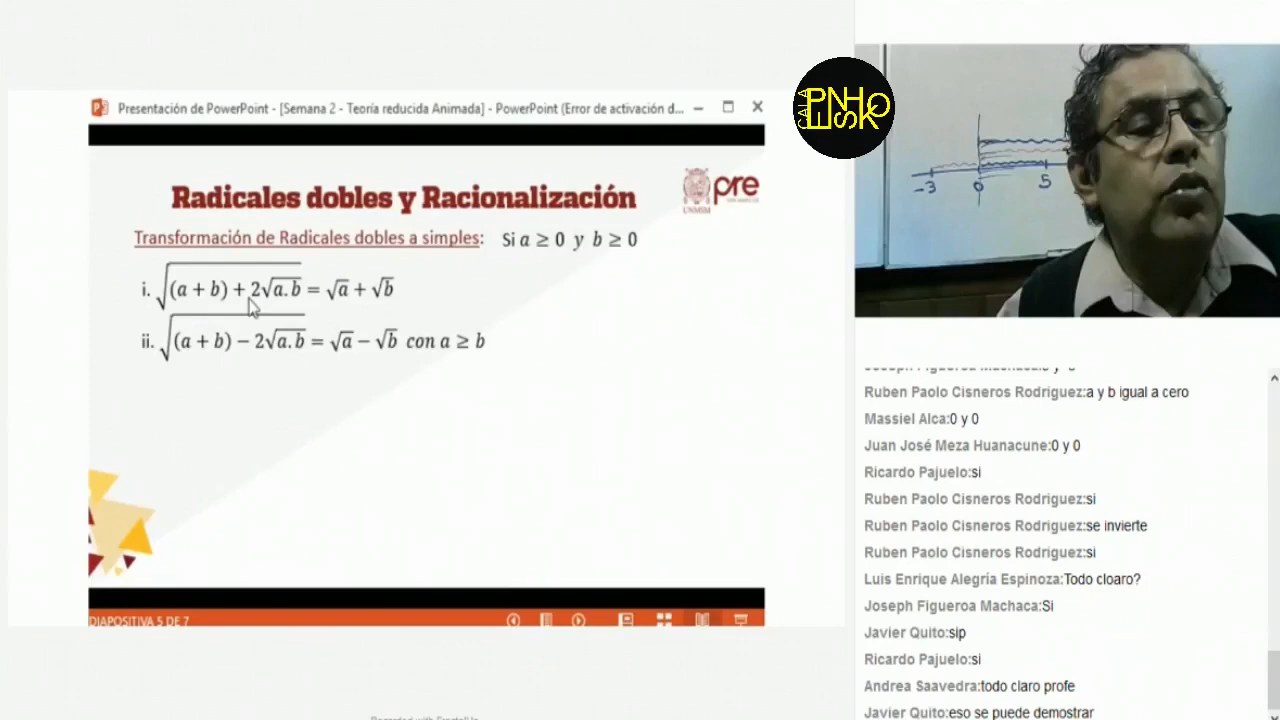 Presentación de PowerPoint - [Semana 2 - Teoría reducida Animada] - PowerPoint (Error de activación d...
Radicales dobles y Racionalización
UNMSM
pre
Transformación de Radicales dobles a simples: Si a ≥ 0 y b ≥ 0
i. √((a + b) + 2√a.b) = √a + √b
ii. √((a + b) − 2√a.b) = √a − √b con a ≥ b
DIAPOSITIVA 5 DE 7
-3 0 5
Ruben Paolo Cisneros Rodriguez:a y b igual a cero
Massiel Alca:0 y 0
Juan José Meza Huanacune:0 y 0
Ricardo Pajuelo:si
Ruben Paolo Cisneros Rodriguez:si
Ruben Paolo Cisneros Rodriguez:se invierte
Ruben Paolo Cisneros Rodriguez:si
Luis Enrique Alegría Espinoza:Todo cloaro?
Joseph Figueroa Machaca:Si
Javier Quito:sip
Ricardo Pajuelo:si
Andrea Saavedra:todo claro profe
Javier Quito:eso se puede demostrar